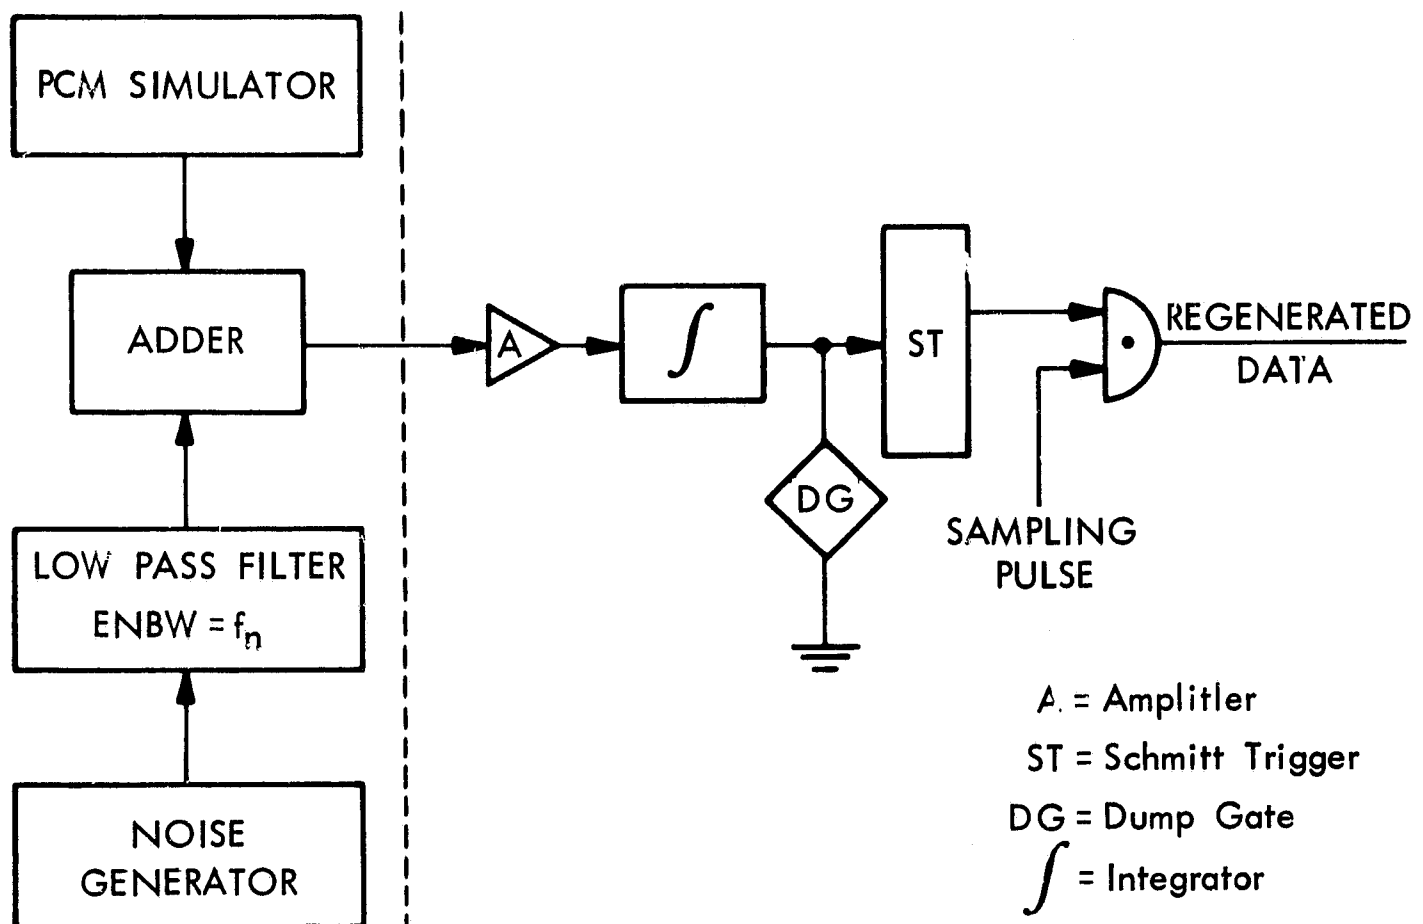 PCM SIMULATOR
ADDER
LOW PASS FILTER
ENBW = fn
NOISE
GENERATOR
A
∫
ST
DG
REGENERATED
DATA
SAMPLING
PULSE
A = Amplitler
ST = Schmitt Trigger
DG = Dump Gate
∫ = Integrator